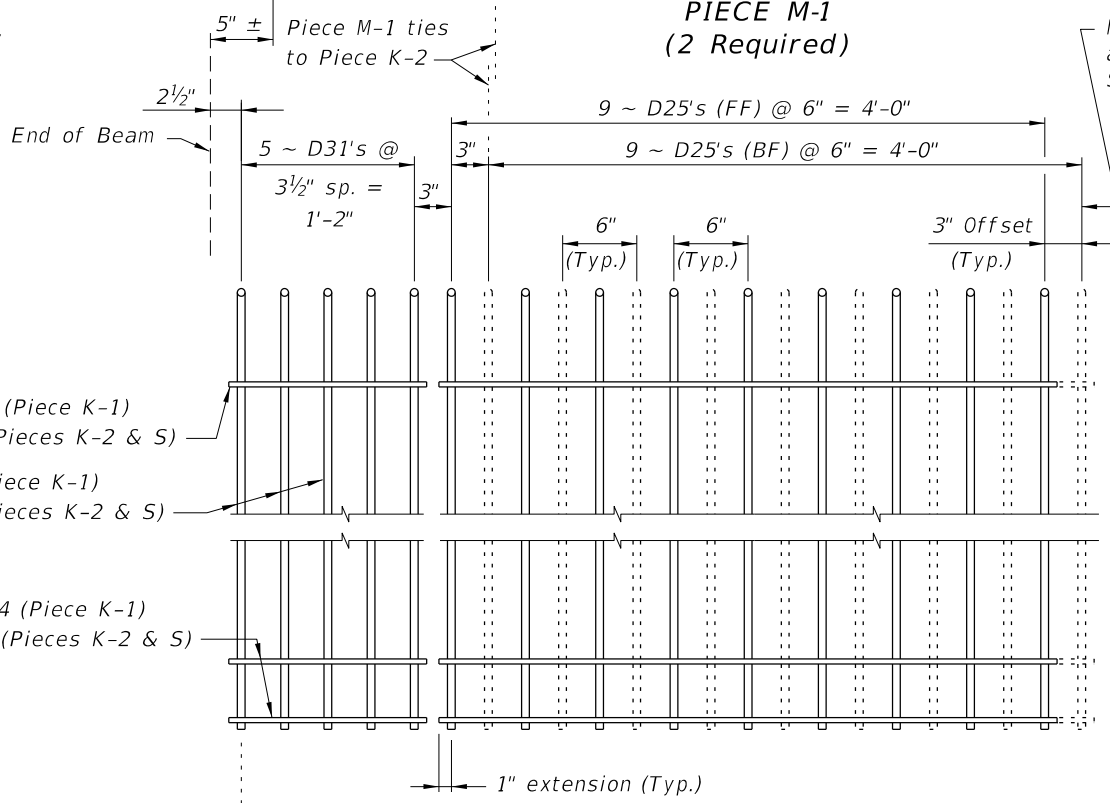 PIECE M-1
(2 Required)
5" ±
Piece M-1 ties
to Piece K-2
2½"
9 ~ D25's (FF) @ 6" = 4'-0"
End of Beam
5 ~ D31's @
3½" sp. =
1'-2"
3"
9 ~ D25's (BF) @ 6" = 4'-0"
3"
6"
(Typ.)
6"
(Typ.)
3" Offset
(Typ.)
(Piece K-1)
Pieces K-2 & S)
iece K-1)
ieces K-2 & S)
4 (Piece K-1)
(Pieces K-2 & S)
1" extension (Typ.)